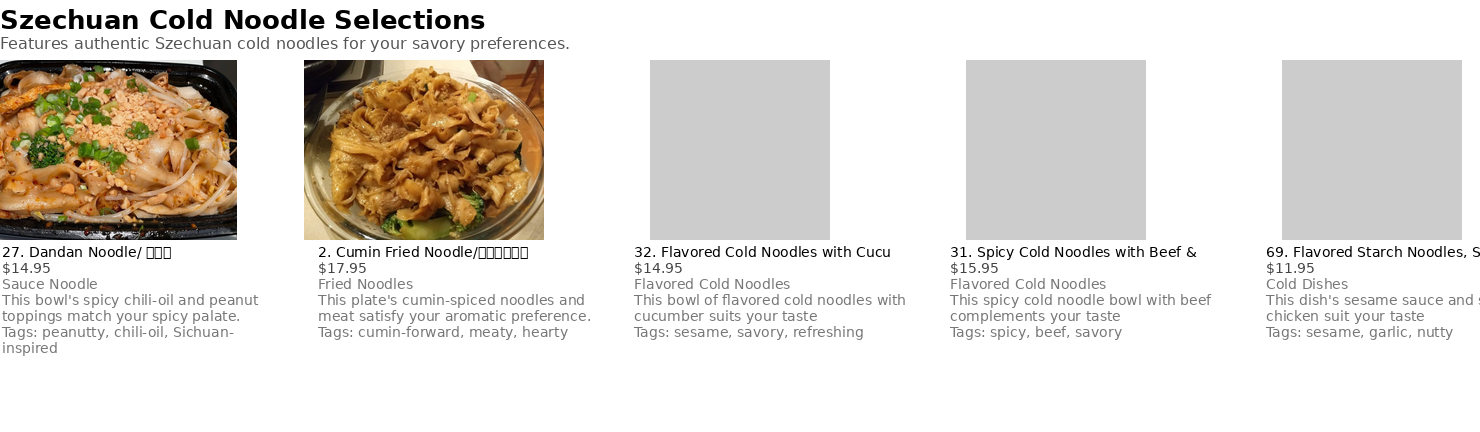 Szechuan Cold Noodle Selections
Features authentic Szechuan cold noodles for your savory preferences.
27. Dandan Noodle/
$14.95
Sauce Noodle
This bowl's spicy chili-oil and peanut
toppings match your spicy palate.
Tags: peanutty, chili-oil, Sichuan-
inspired
2. Cumin Fried Noodle/
$17.95
Fried Noodles
This plate's cumin-spiced noodles and
meat satisfy your aromatic preference.
Tags: cumin-forward, meaty, hearty
32. Flavored Cold Noodles with Cucu
$14.95
Flavored Cold Noodles
This bowl of flavored cold noodles with
cucumber suits your taste
Tags: sesame, savory, refreshing
31. Spicy Cold Noodles with Beef &
$15.95
Flavored Cold Noodles
This spicy cold noodle bowl with beef
complements your taste
Tags: spicy, beef, savory
69. Flavored Starch Noodles, S
$11.95
Cold Dishes
This dish's sesame sauce and
chicken suit your taste
Tags: sesame, garlic, nutty